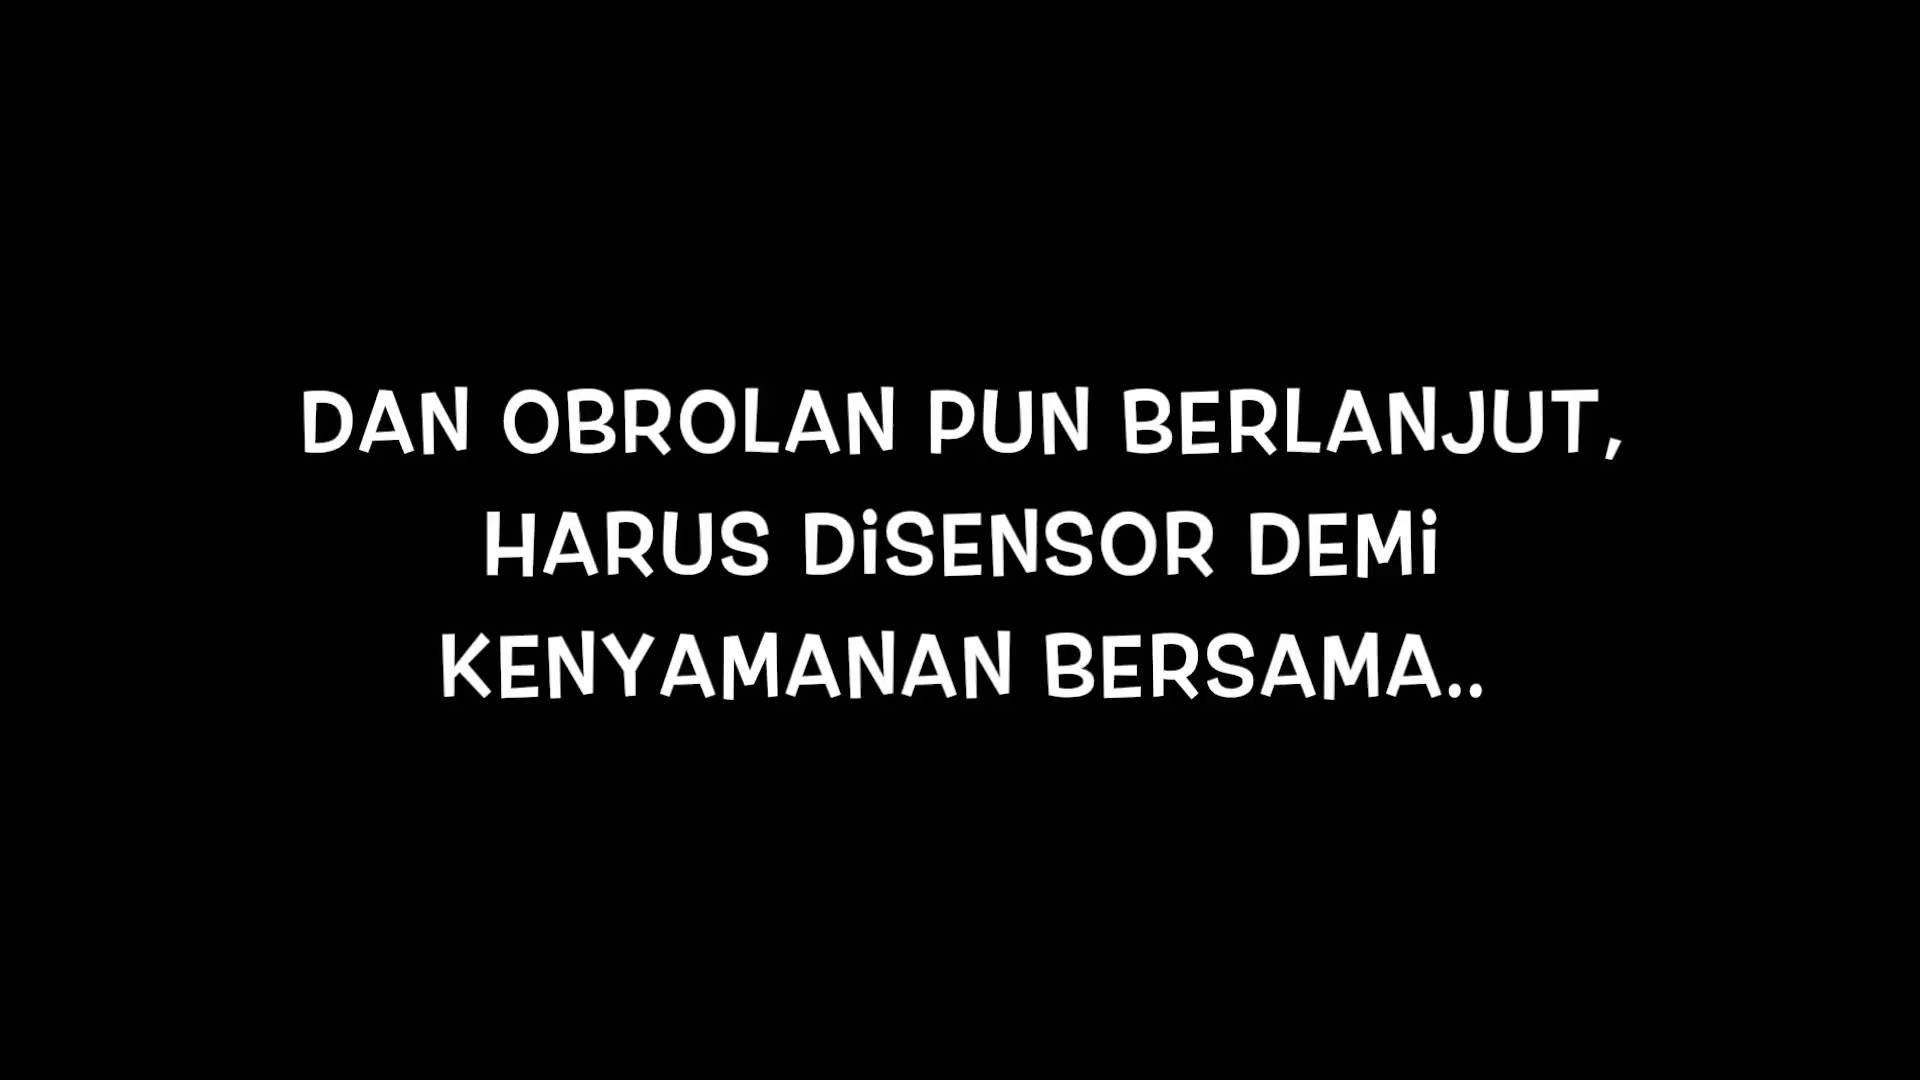 DAN OBROLAN PUN BERLANJUT,
HARUS DiSENSOR DEMi
KENYAMANAN BERSAMA..